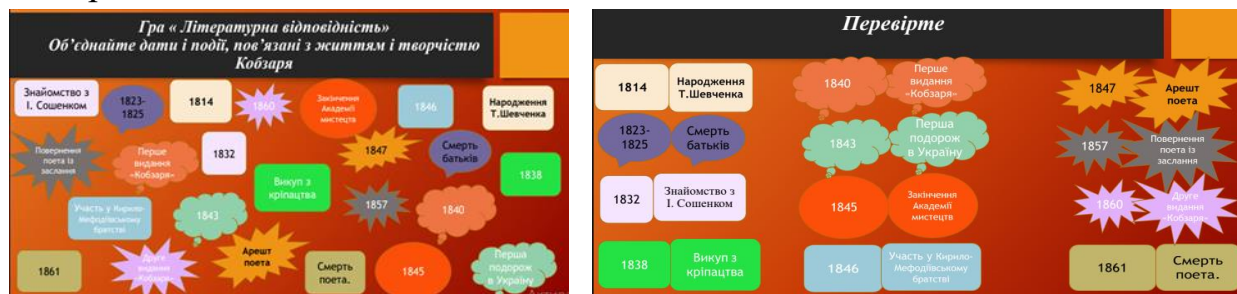 Гра « Літературна відповідність»
Об’єднайте дати і події, пов’язані з життям і творчістю
Кобзаря
Знайомство з
І. Сошенком
1823-
1825
1814
1860
Закінчення
Академії
мистецтв
1846
Народження
Т.Шевченка
Повернення
поета із
заслання
Перше
видання
«Кобзаря»
1832
1847
Смерть
батьків
1838
Викуп з
кріпацтва
Участь у Кирило-
Мефодіївському
братстві
1843
1857
1840
1861
Друге
видання
«Кобзаря»
Арешт
поета
Смерть
поета.
1845
Перша
подорож
в Україну
Перевірте
1814
Народження
Т.Шевченка
1823-
1825
Смерть
батьків
1832
Знайомство з
І. Сошенком
1838
Викуп з
кріпацтва
1840
Перше
видання
«Кобзаря»
1843
Перша
подорож
в Україну
1845
Закінчення
Академії
мистецтв
1846
Участь у Кирило-
Мефодіївському
братстві
1847
Арешт
поета
1857
Повернення
поета із
заслання
1860
Друге
видання
«Кобзаря»
1861
Смерть
поета.